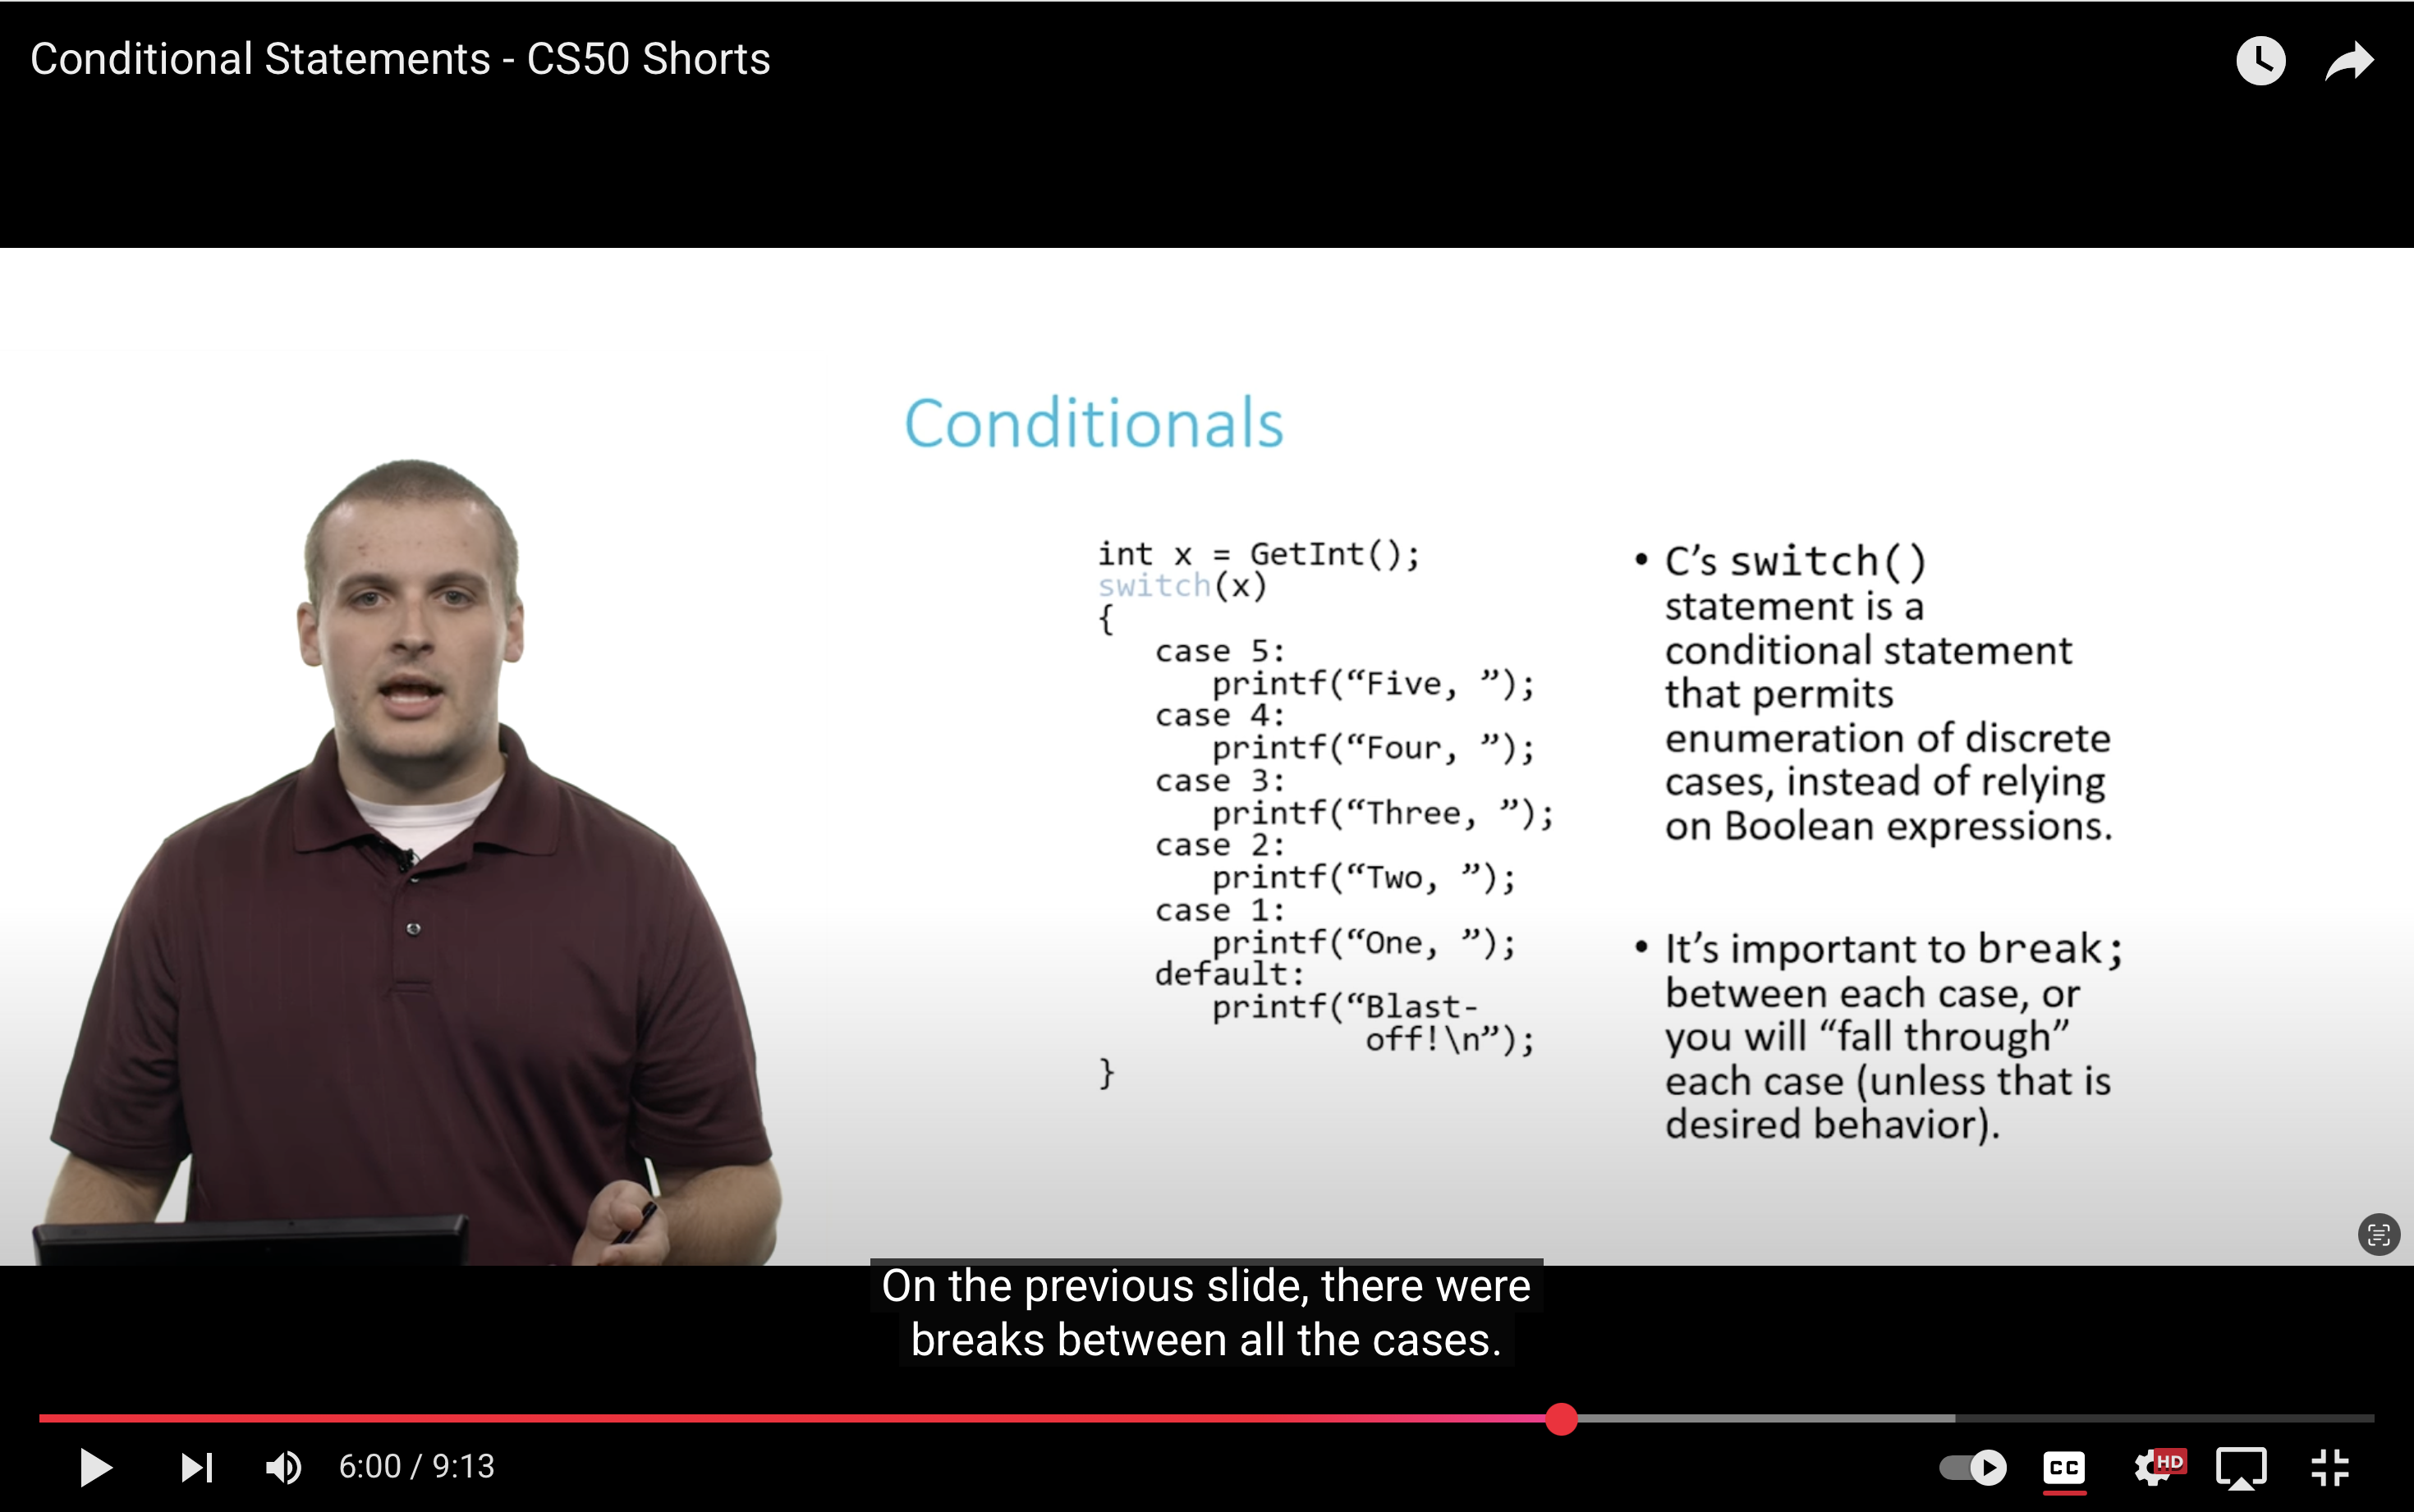 Conditional Statements - CS50 Shorts
Conditionals
int x = GetInt();
switch(x)
{
case 5:
printf(“Five, ”);
case 4:
printf(“Four, ”);
case 3:
printf(“Three, ”);
case 2:
printf(“Two, ”);
case 1:
printf(“One, ”);
default:
printf(“Blast-
off!\n”);
}
• C’s switch()
statement is a
conditional statement
that permits
enumeration of discrete
cases, instead of relying
on Boolean expressions.
• It’s important to break;
between each case, or
you will “fall through”
each case (unless that is
desired behavior).
On the previous slide, there were
breaks between all the cases.
6:00 / 9:13
CC
HD